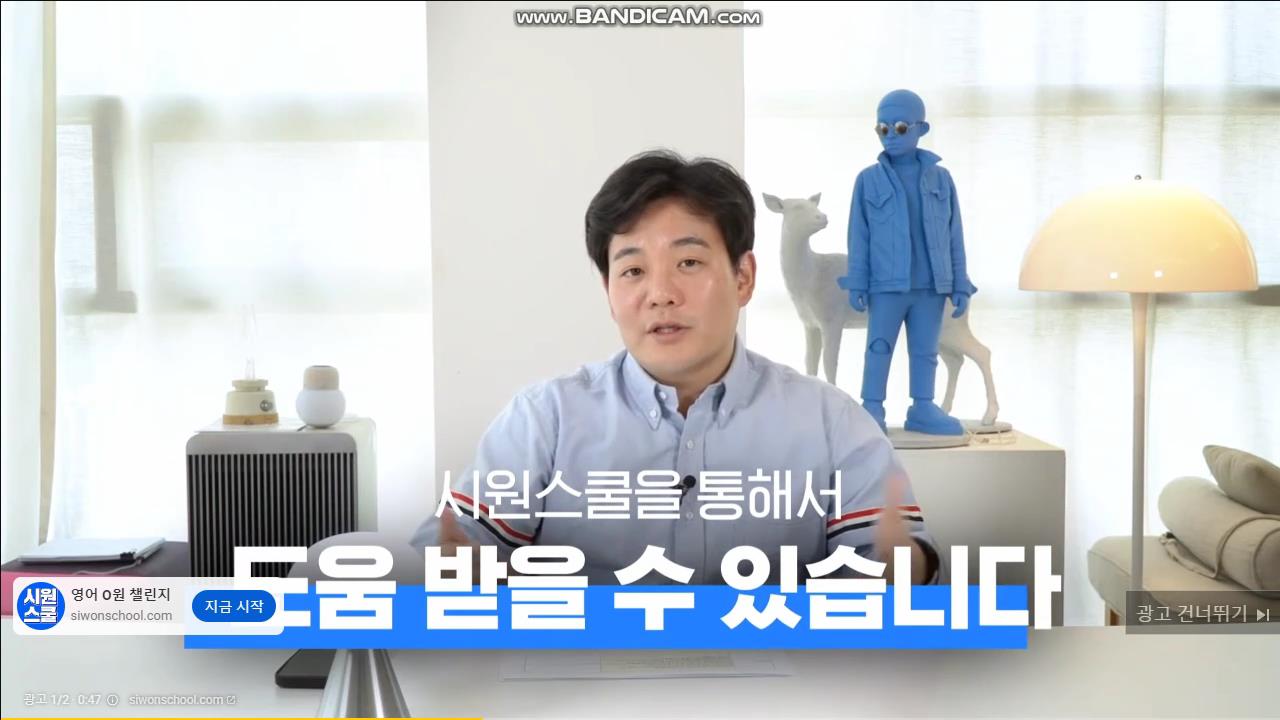 www.BANDICAM.com
시원스쿨을 통해서
도움 받을 수 있습니다
시원
스쿨
영어 0원 챌린지
siwonschool.com
지금 시작
광고 건너뛰기
광고 1/2 · 0:47
siwonschool.com